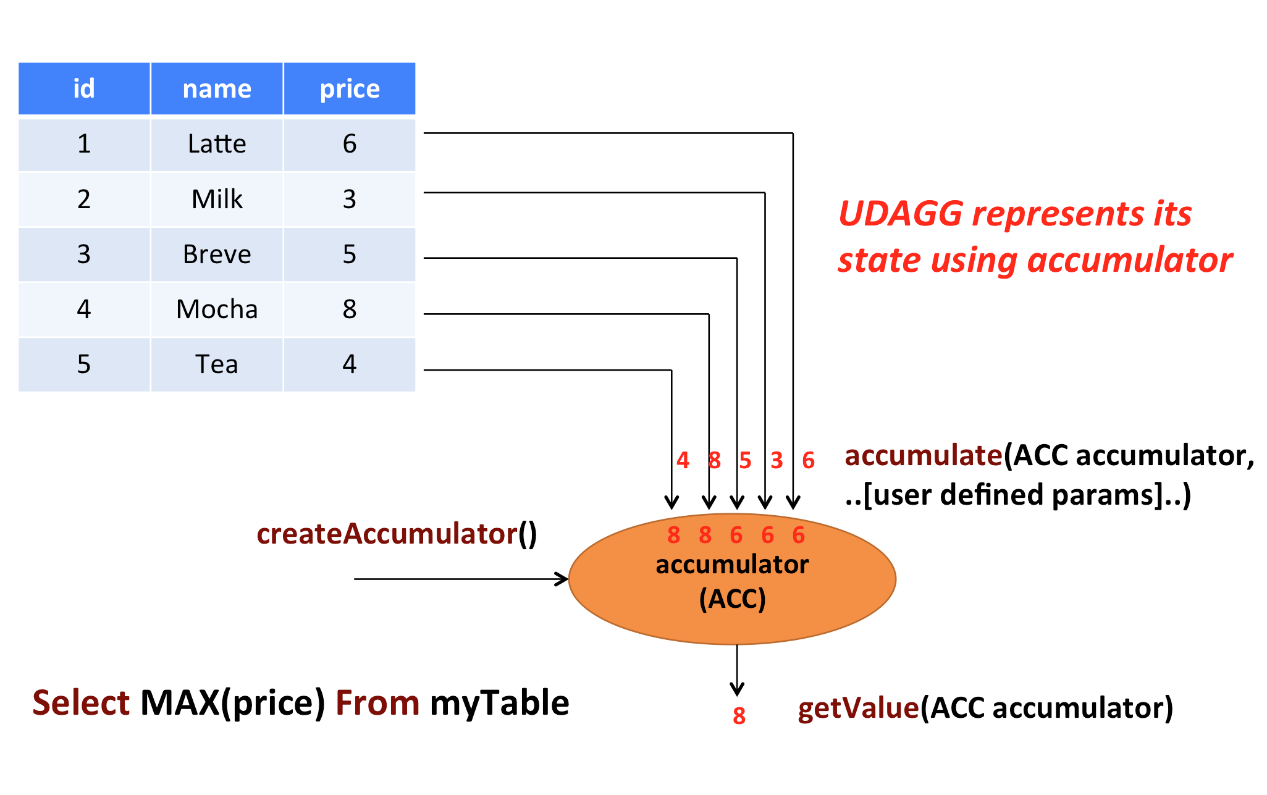 id name price
1 Latte 6
2 Milk 3
3 Breve 5
4 Mocha 8
5 Tea 4
UDAGG represents its
state using accumulator
4 8 5 3 6
accumulate(ACC accumulator,
..[user defined params]..)
createAccumulator()
8 8 6 6 6
accumulator
(ACC)
Select MAX(price) From myTable
8
getValue(ACC accumulator)